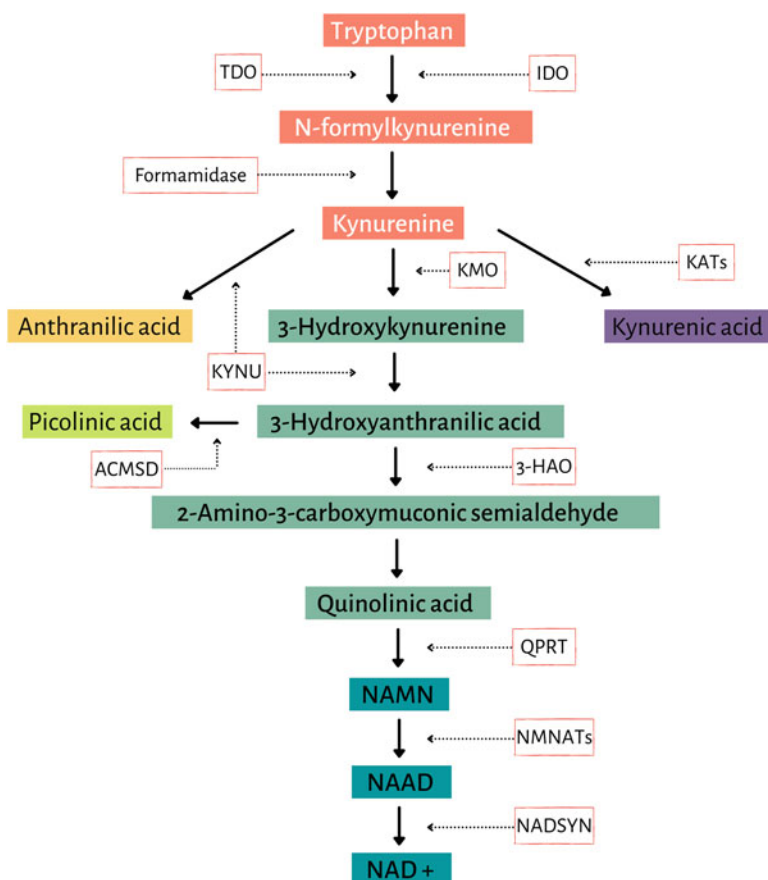 Tryptophan
TDO
IDO
N-formylkynurenine
Formamidase
Kynurenine
KMO
KATs
Anthranilic acid
3-Hydroxykynurenine
Kynurenic acid
KYNU
Picolinic acid
3-Hydroxyanthranilic acid
ACMSD
3-HAO
2-Amino-3-carboxymuconic semialdehyde
Quinolinic acid
QPRT
NAMN
NMNATs
NAAD
NADSYN
NAD +